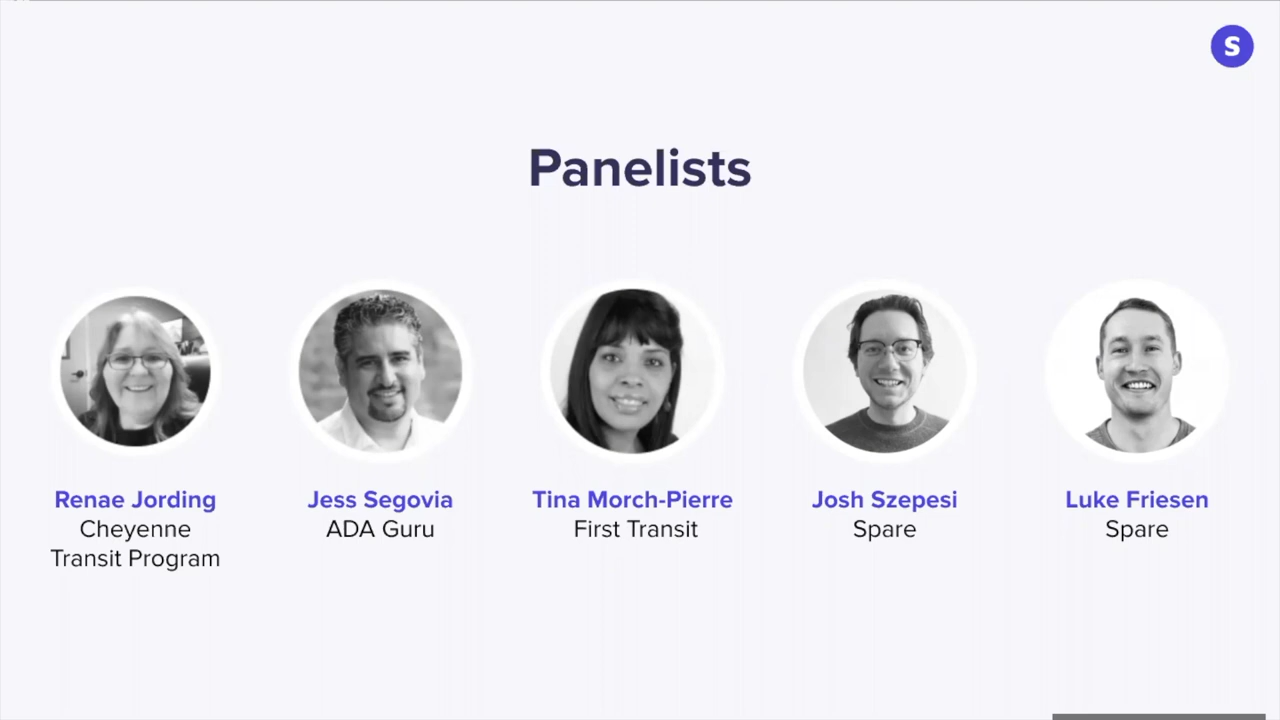 S
Panelists
Renae Jording
Cheyenne
Transit Program
Jess Segovia
ADA Guru
Tina Morch-Pierre
First Transit
Josh Szepesi
Spare
Luke Friesen
Spare